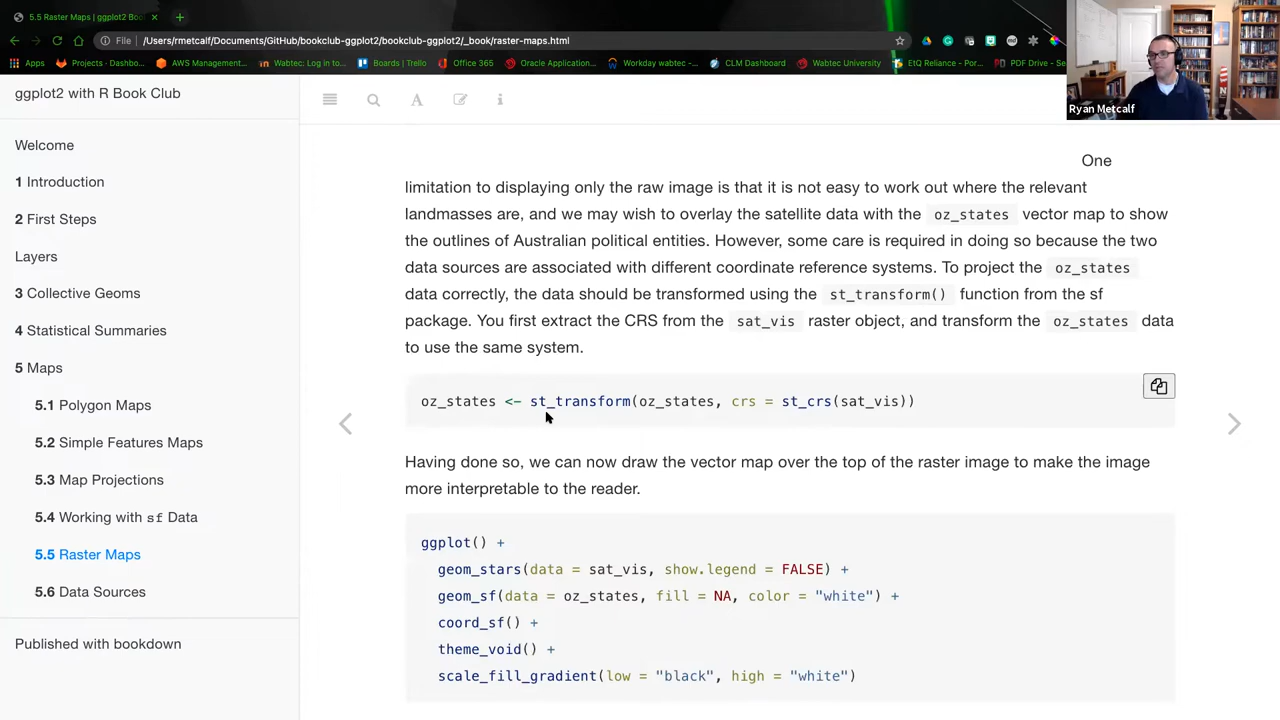 5.5 Raster Maps | ggplot2 Boo
File
/Users/rmetcalf/Documents/GitHub/bookclub-ggplot2/bookclub-ggplot2/_book/raster-maps.html
Apps
Projects - Dashbo...
AWS Management...
Wabtec: Log in to...
Boards | Trello
Office 365
Oracle Application...
Workday wabtec -...
CLM Dashboard
Wabtec University
EtQ Reliance - Por...
PDF Drive - Se
Ryan Metcalf
ggplot2 with R Book Club
Welcome
1 Introduction
2 First Steps
Layers
3 Collective Geoms
4 Statistical Summaries
5 Maps
5.1 Polygon Maps
5.2 Simple Features Maps
5.3 Map Projections
5.4 Working with sf Data
5.5 Raster Maps
5.6 Data Sources
Published with bookdown
One
limitation to displaying only the raw image is that it is not easy to work out where the relevant
landmasses are, and we may wish to overlay the satellite data with the oz_states vector map to show
the outlines of Australian political entities. However, some care is required in doing so because the two
data sources are associated with different coordinate reference systems. To project the oz_states
data correctly, the data should be transformed using the st_transform() function from the sf
package. You first extract the CRS from the sat_vis raster object, and transform the oz_states data
to use the same system.
oz_states <- st_transform(oz_states, crs = st_crs(sat_vis))
Having done so, we can now draw the vector map over the top of the raster image to make the image
more interpretable to the reader.
ggplot() +
geom_stars(data = sat_vis, show.legend = FALSE) +
geom_sf(data = oz_states, fill = NA, color = "white") +
coord_sf() +
theme_void() +
scale_fill_gradient(low = "black", high = "white")